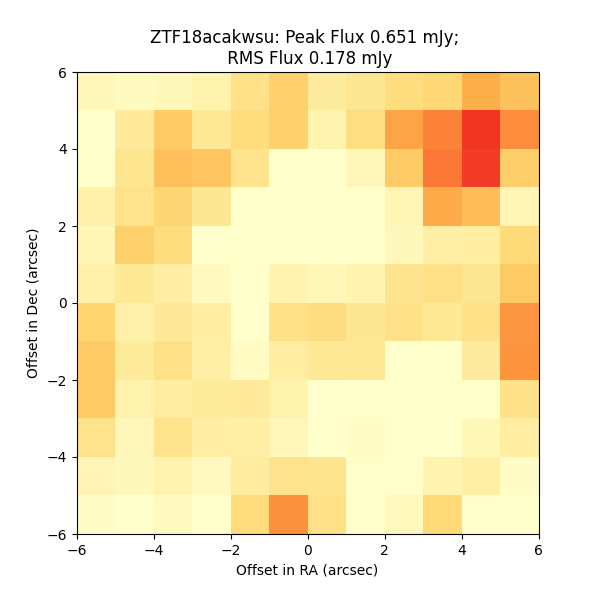 ZTF18acakwsu: Peak Flux 0.651 mJy;
RMS Flux 0.178 mJy
6
4
2
0
−2
−4
−6
Offset in Dec (arcsec)
−6 −4 −2 0 2 4 6
Offset in RA (arcsec)